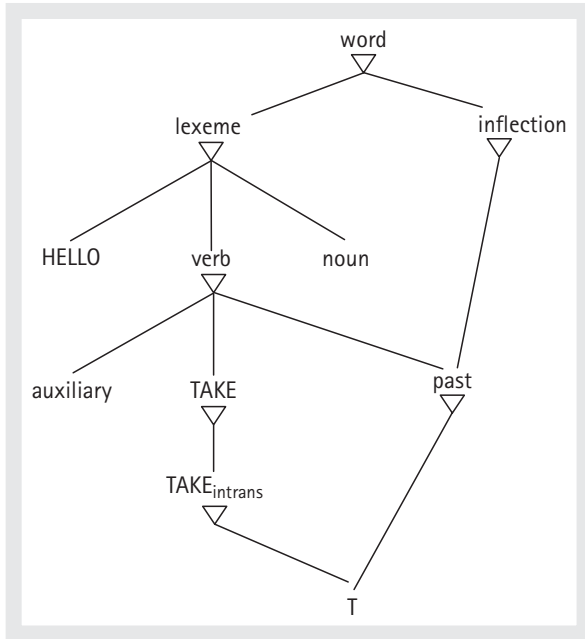 word
lexeme
inflection
HELLO
verb
noun
auxiliary
TAKE
past
TAKEintrans
T